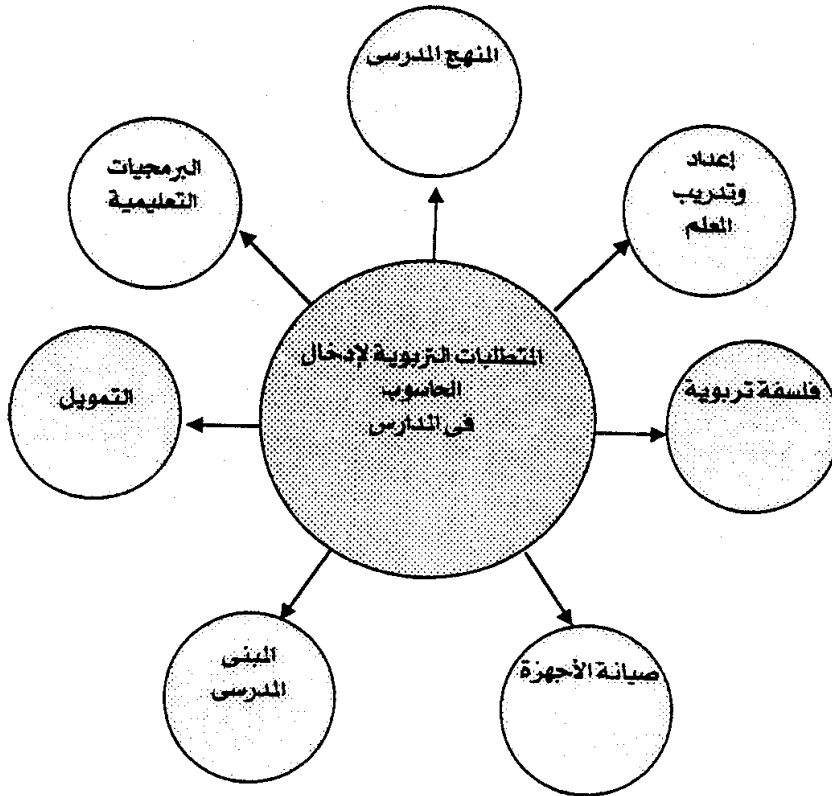 المنهج المدرسى
إعداد
وتدريب
المعلم
البرمجيات
التعليمية
المتطلبات التربوية لإدخال
الحاسوب
فى المدارس
فلسفة تربوية
التمويل
صيانة الأجهزة
المبنى
المدرسى